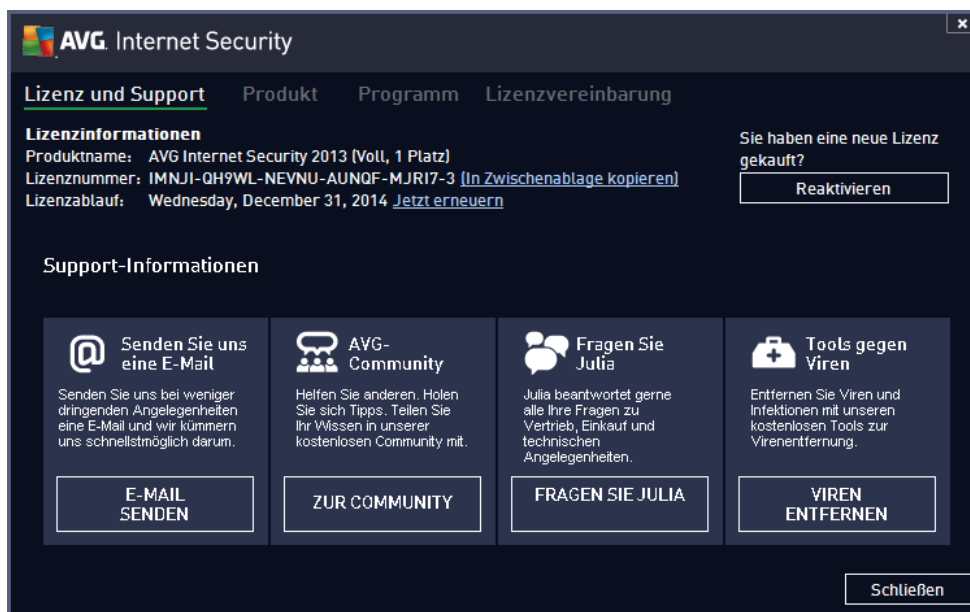 x
AVG. Internet Security
Lizenz und Support Produkt Programm Lizenzvereinbarung
Lizenzinformationen
Produktname: AVG Internet Security 2013 (Voll, 1 Platz)
Lizenznummer: IMNJI-QH9WL-NEVNU-AUNQF-MJRI7-3 (In Zwischenablage kopieren)
Lizenzablauf: Wednesday, December 31, 2014 Jetzt erneuern
Sie haben eine neue Lizenz
gekauft?
Reaktivieren
Support-Informationen
Senden Sie uns
eine E-Mail
Senden Sie uns bei weniger
dringenden Angelegenheiten
eine E-Mail und wir kümmern
uns schnellstmöglich darum.
E-MAIL
SENDEN
AVG-
Community
Helfen Sie anderen. Holen
Sie sich Tipps. Teilen Sie
Ihr Wissen in unserer
kostenlosen Community mit.
ZUR COMMUNITY
Fragen Sie
Julia
Julia beantwortet gerne
alle Ihre Fragen zu
Vertrieb, Einkauf und
technischen
Angelegenheiten.
FRAGEN SIE JULIA
Tools gegen
Viren
Entfernen Sie Viren und
Infektionen mit unseren
kostenlosen Tools zur
Virenentfernung.
VIREN
ENTFERNEN
Schließen